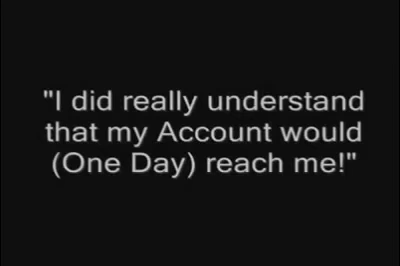 "I did really understand
that my Account would
(One Day) reach me!"